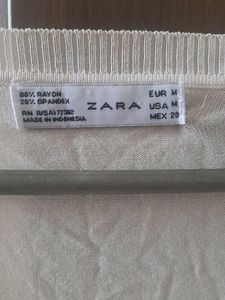 80% RAYON
20% SPANDEX
RN (USA) 77302
MADE IN INDONESIA
ZARA
EUR M
USA M
MEX 28